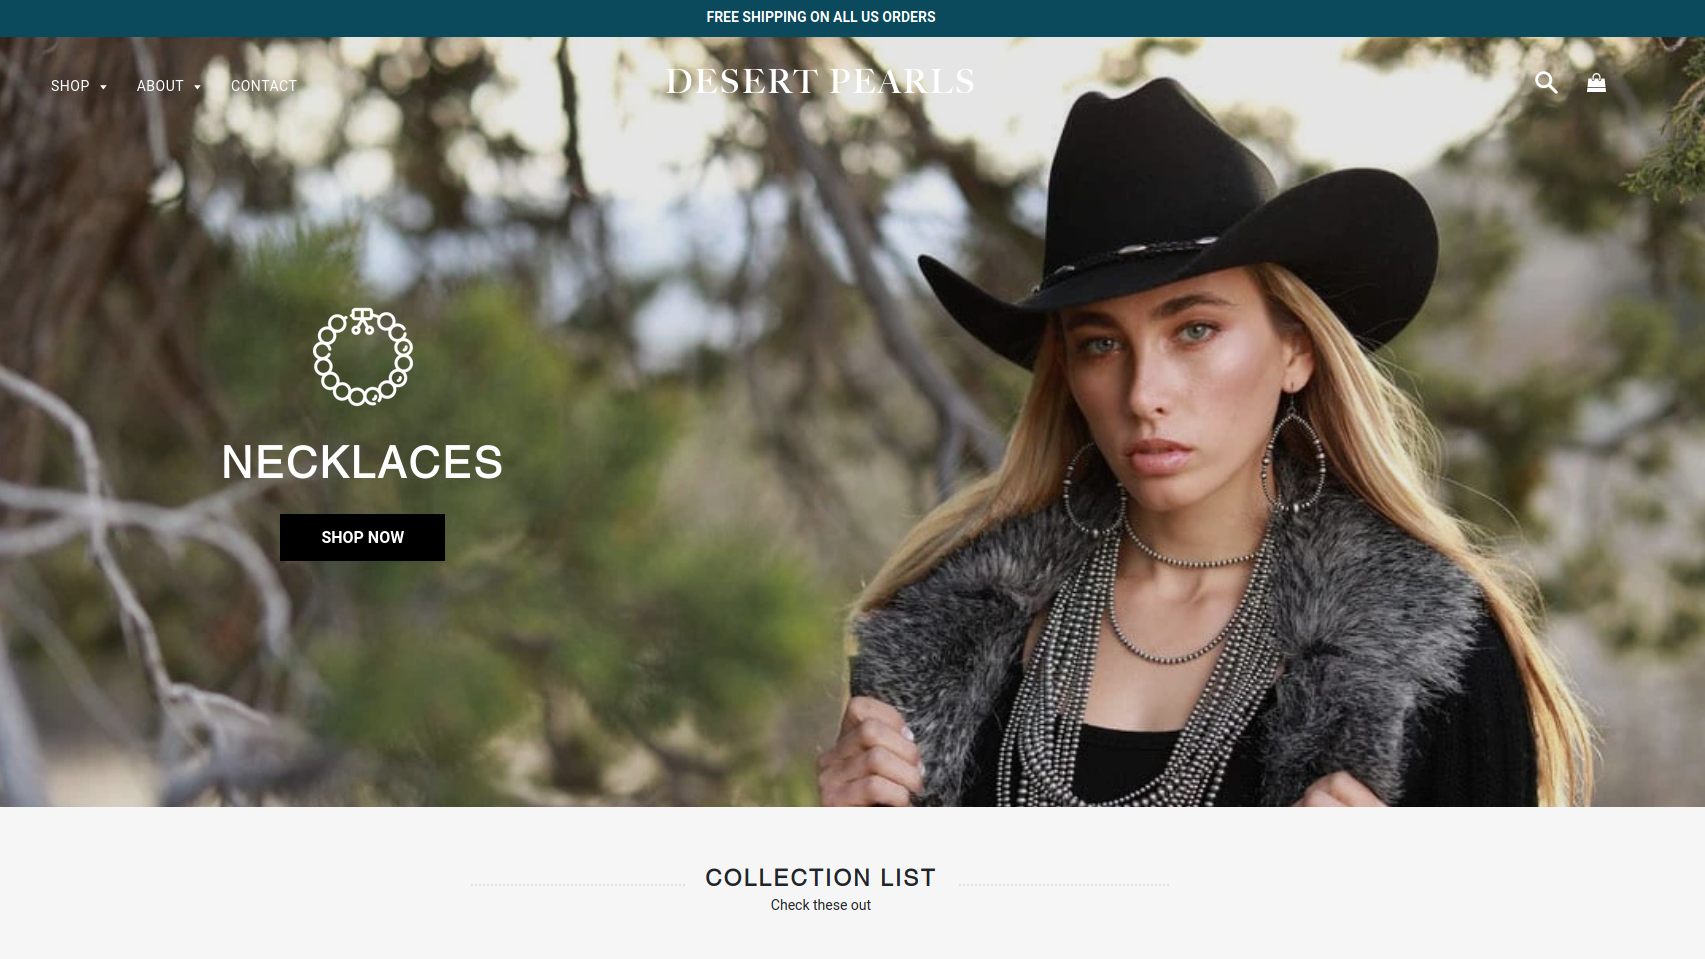 FREE SHIPPING ON ALL US ORDERS
SHOP ABOUT CONTACT
DESERT PEARLS
NECKLACES
SHOP NOW
COLLECTION LIST
Check these out